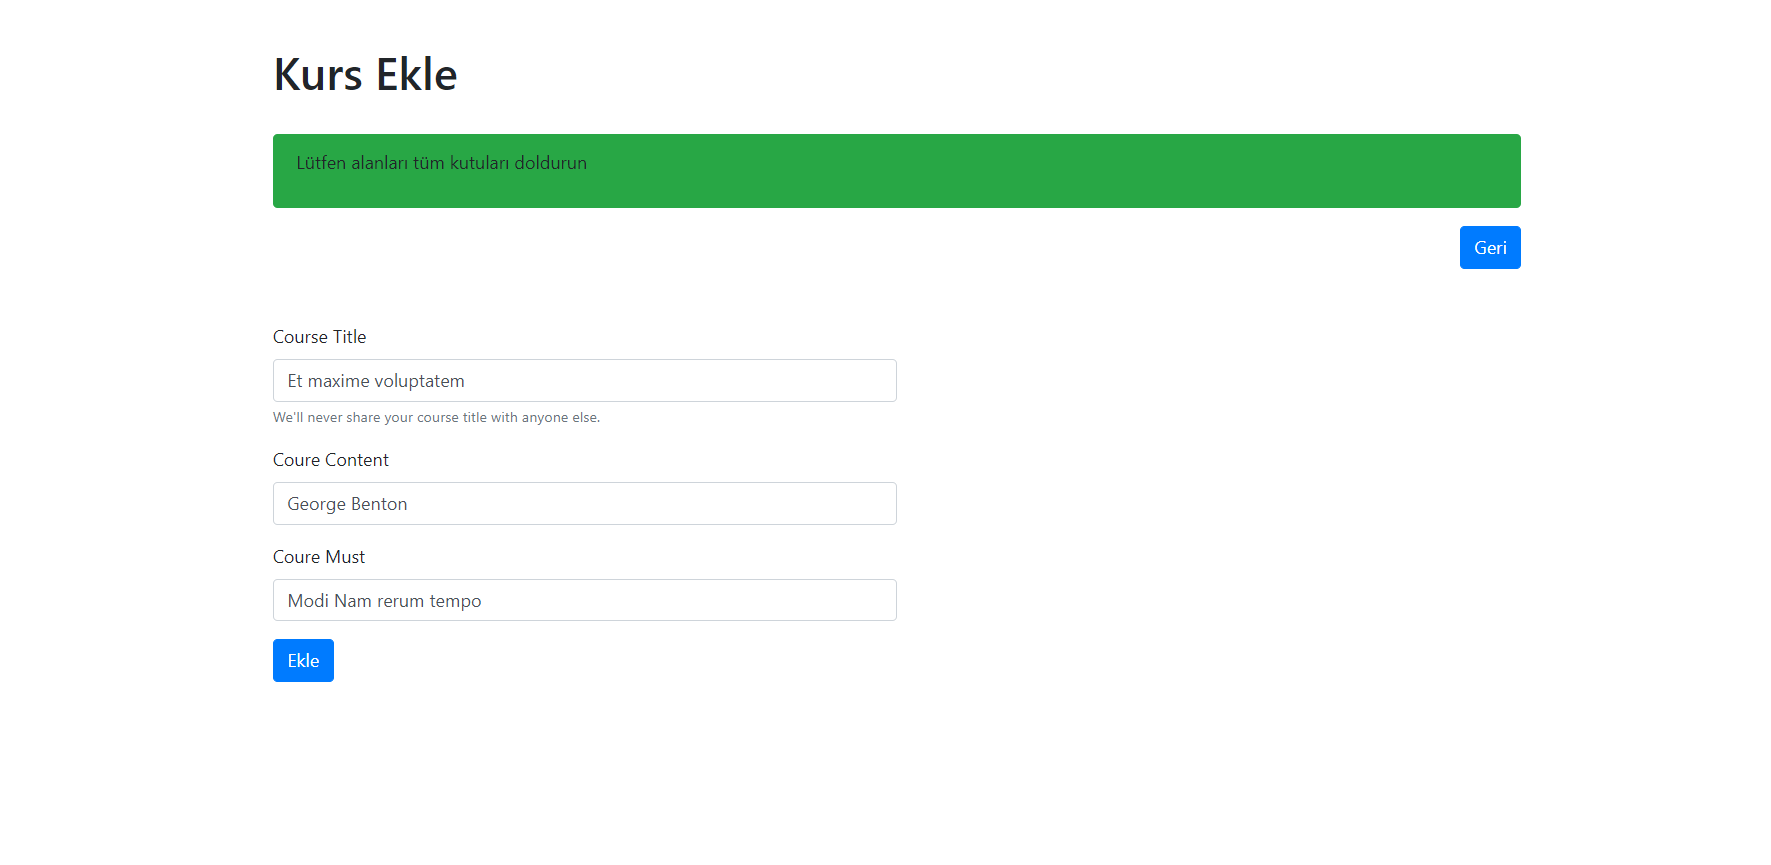 Kurs Ekle
Lütfen alanları tüm kutuları doldurun
Geri
Course Title
Et maxime voluptatem
We'll never share your course title with anyone else.
Coure Content
George Benton
Coure Must
Modi Nam rerum tempo
Ekle